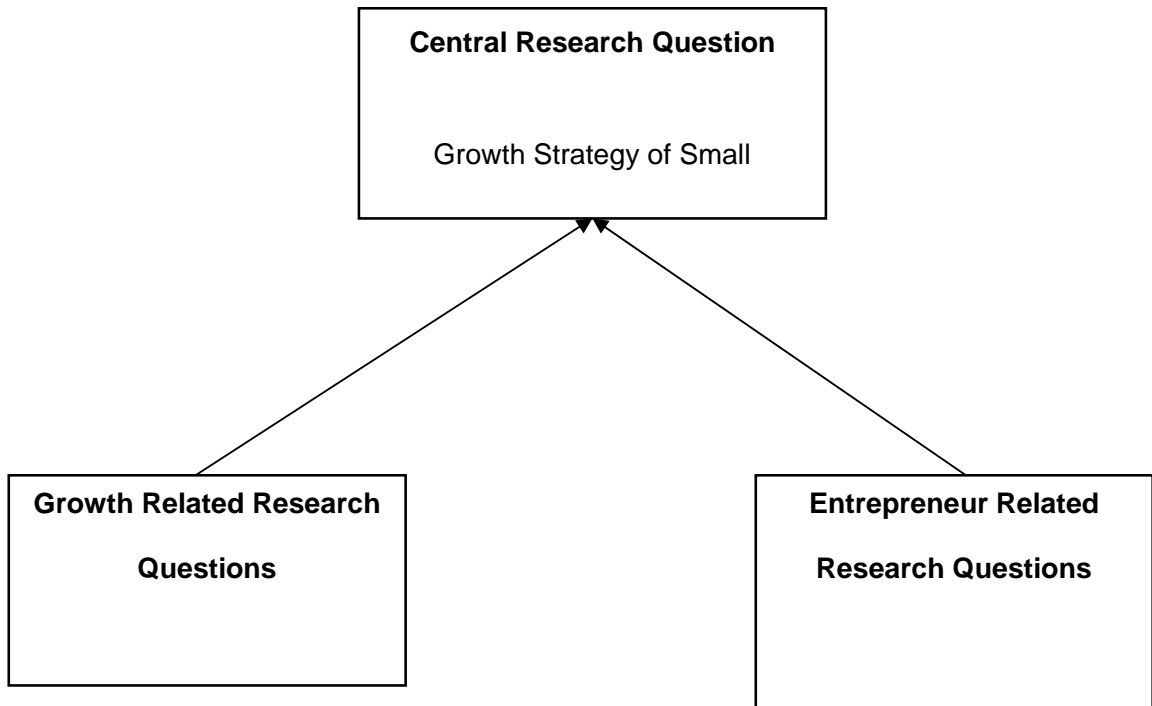 Central Research Question
Growth Strategy of Small
Growth Related Research
Questions
Entrepreneur Related
Research Questions